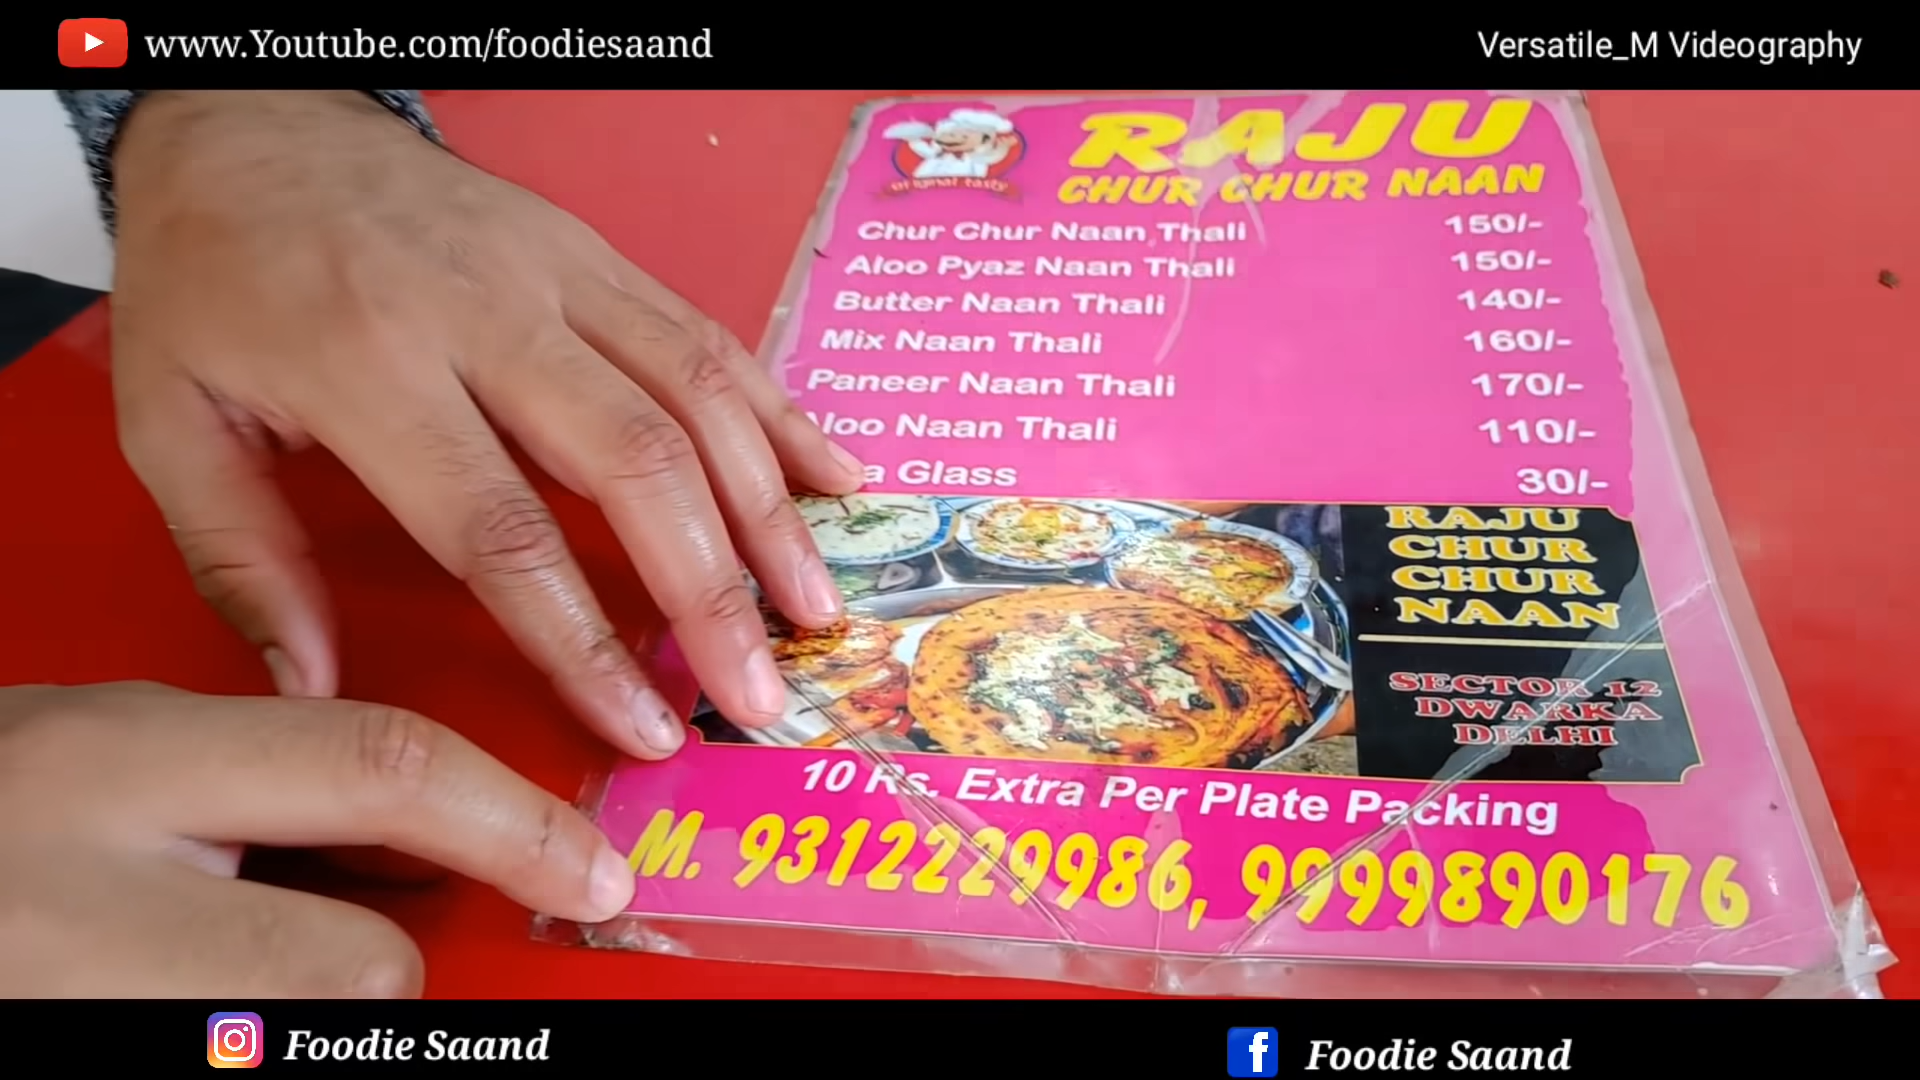 www.Youtube.com/foodiesaand
Versatile_M Videography
original tasty
RAJU
CHUR CHUR NAAN
Chur Chur Naan Thali 150/-
Aloo Pyaz Naan Thali 150/-
Butter Naan Thali 140/-
Mix Naan Thali 160/-
Paneer Naan Thali 170/-
Aloo Naan Thali 110/-
Glass 30/-
RAJU
CHUR
CHUR
NAAN
SECTOR 12
DWARKA
DELHI
10 Rs. Extra Per Plate Packing
M. 9312229986, 9999890176
Foodie Saand
Foodie Saand